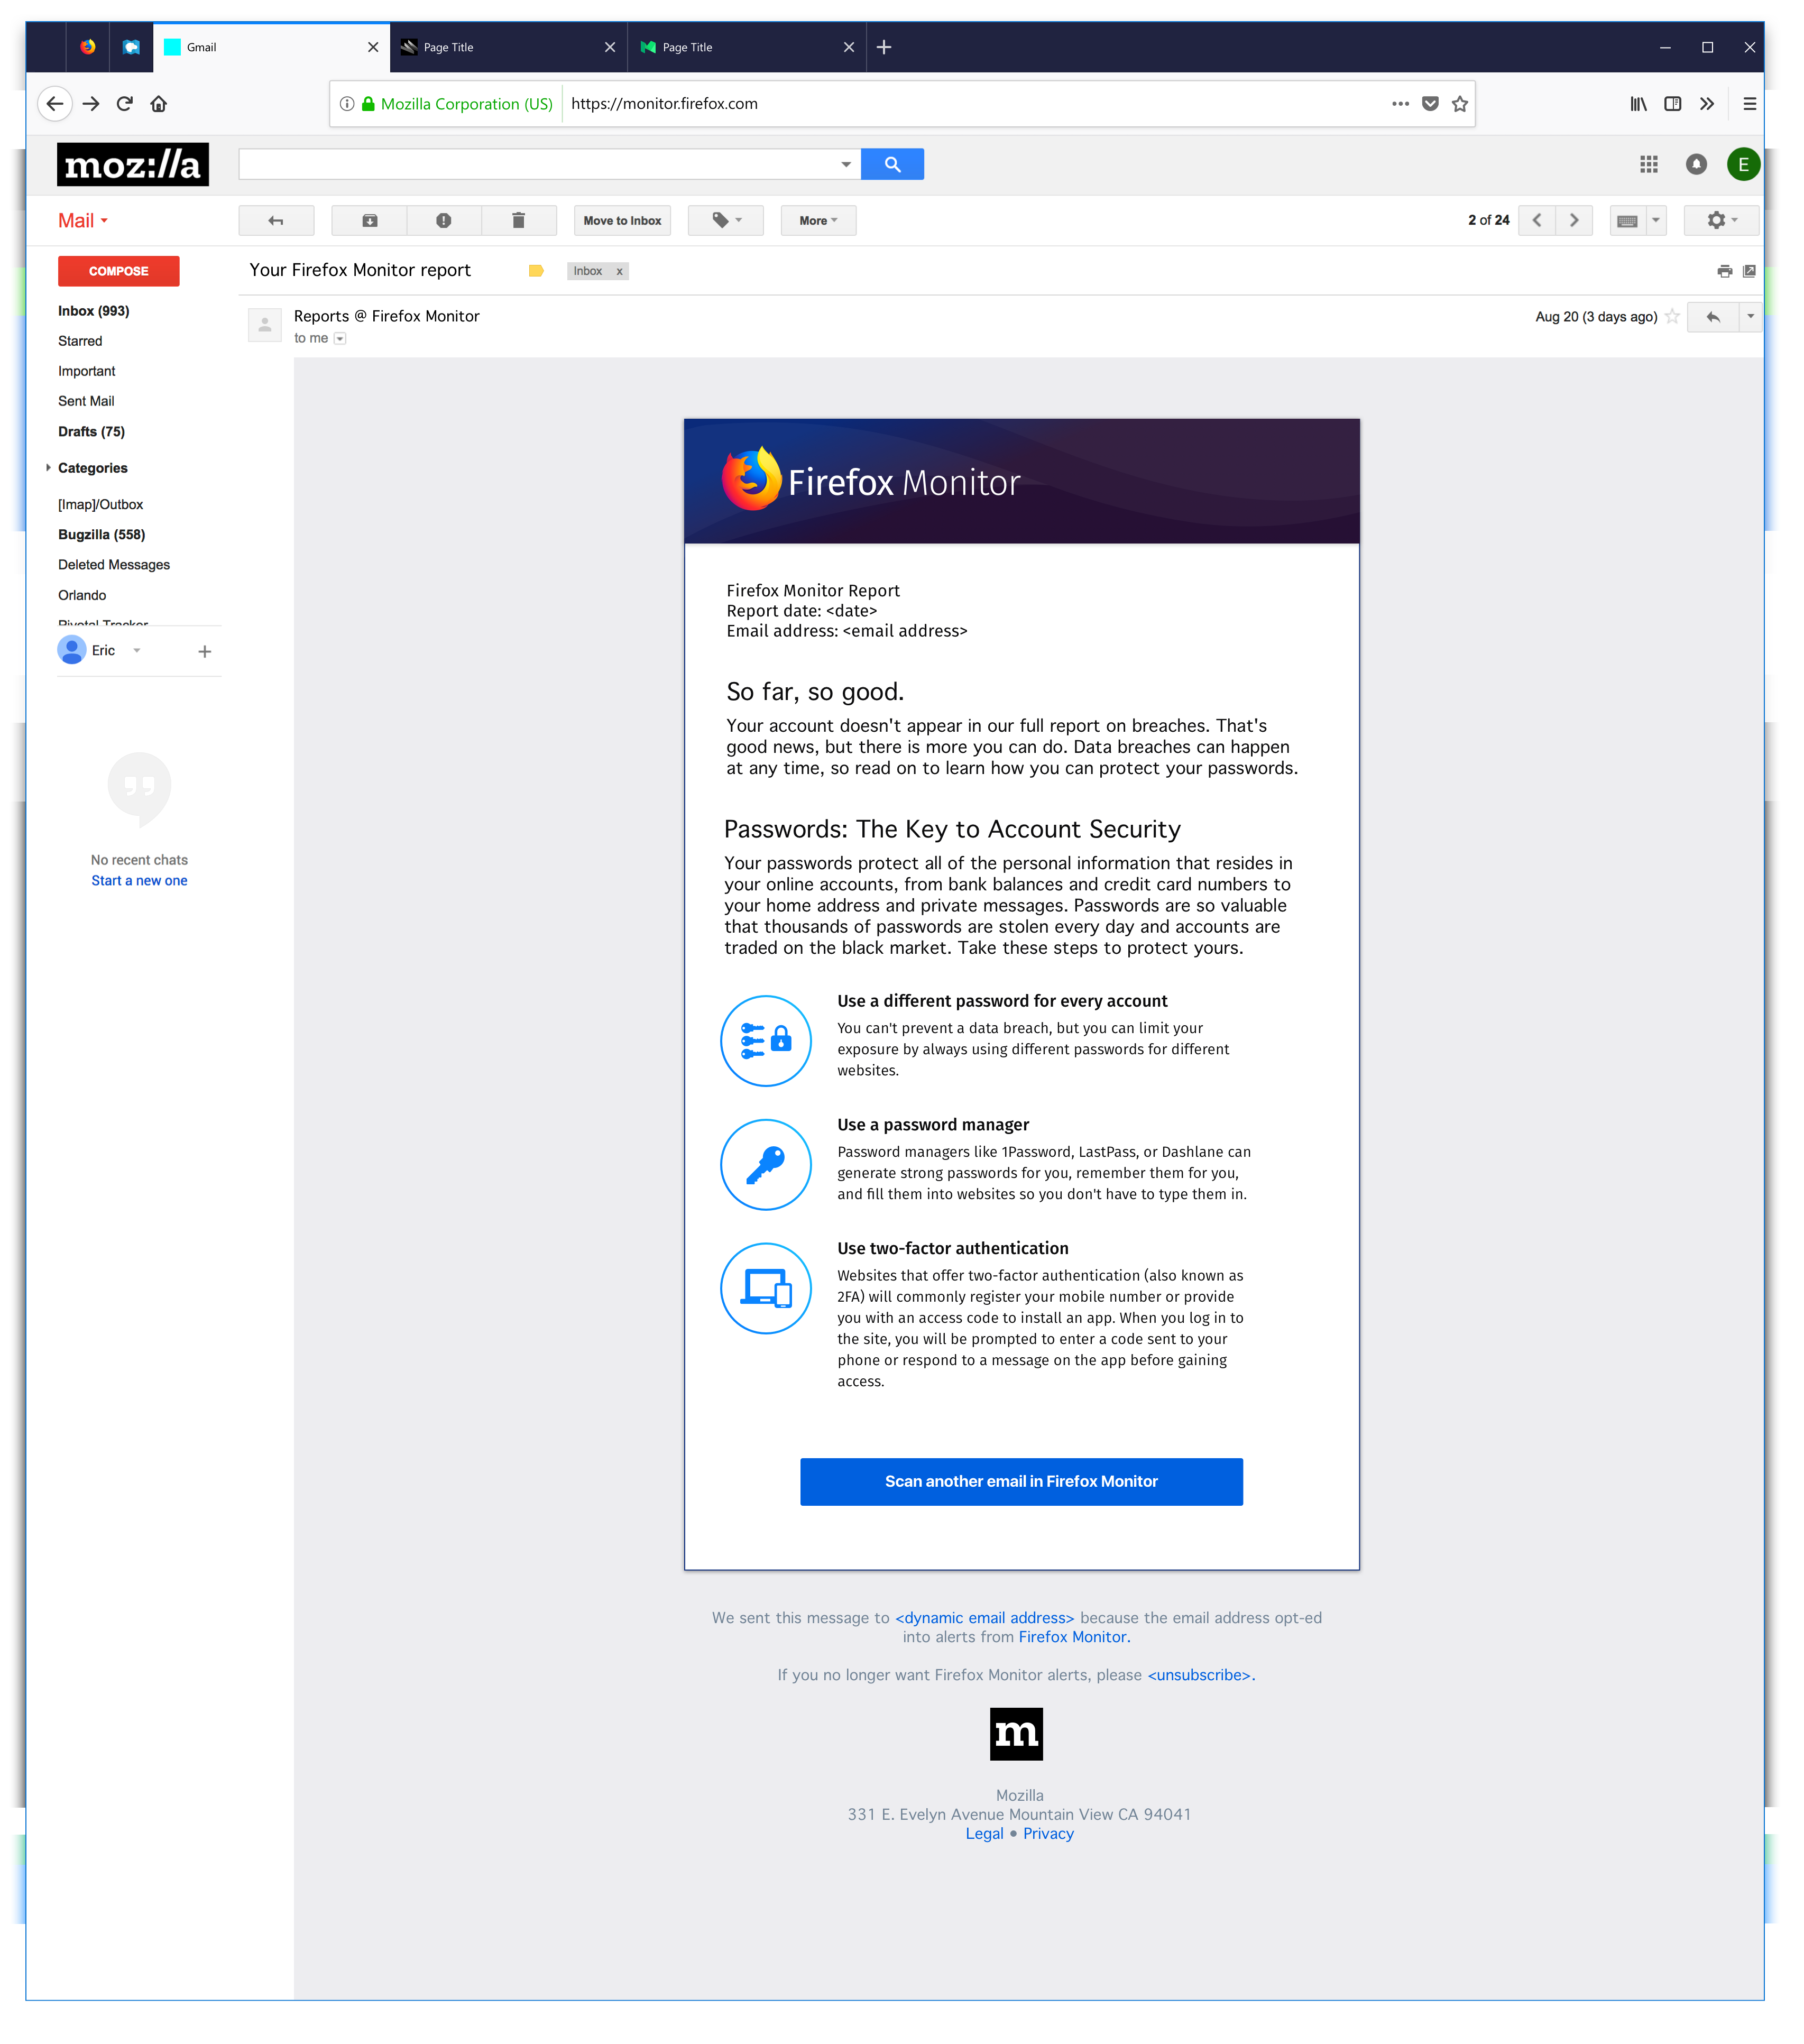 Gmail
Page Title
Page Title
Mozilla Corporation (US)
https://monitor.firefox.com
moz://a
E
Mail
Move to Inbox
More
2 of 24
COMPOSE
Your Firefox Monitor report
Inbox x
Inbox (993)
Reports @ Firefox Monitor
Aug 20 (3 days ago)
to me
Starred
Important
Sent Mail
Drafts (75)
Categories
[Imap]/Outbox
Bugzilla (558)
Deleted Messages
Orlando
Pivotal Tracker
Eric
No recent chats
Start a new one
Firefox Monitor
Firefox Monitor Report
Report date: <date>
Email address: <email address>
So far, so good.
Your account doesn't appear in our full report on breaches. That's
good news, but there is more you can do. Data breaches can happen
at any time, so read on to learn how you can protect your passwords.
Passwords: The Key to Account Security
Your passwords protect all of the personal information that resides in
your online accounts, from bank balances and credit card numbers to
your home address and private messages. Passwords are so valuable
that thousands of passwords are stolen every day and accounts are
traded on the black market. Take these steps to protect yours.
Use a different password for every account
You can't prevent a data breach, but you can limit your
exposure by always using different passwords for different
websites.
Use a password manager
Password managers like 1Password, LastPass, or Dashlane can
generate strong passwords for you, remember them for you,
and fill them into websites so you don't have to type them in.
Use two-factor authentication
Websites that offer two-factor authentication (also known as
2FA) will commonly register your mobile number or provide
you with an access code to install an app. When you log in to
the site, you will be prompted to enter a code sent to your
phone or respond to a message on the app before gaining
access.
Scan another email in Firefox Monitor
We sent this message to <dynamic email address> because the email address opt-ed
into alerts from Firefox Monitor.
If you no longer want Firefox Monitor alerts, please <unsubscribe>.
m
Mozilla
331 E. Evelyn Avenue Mountain View CA 94041
Legal • Privacy